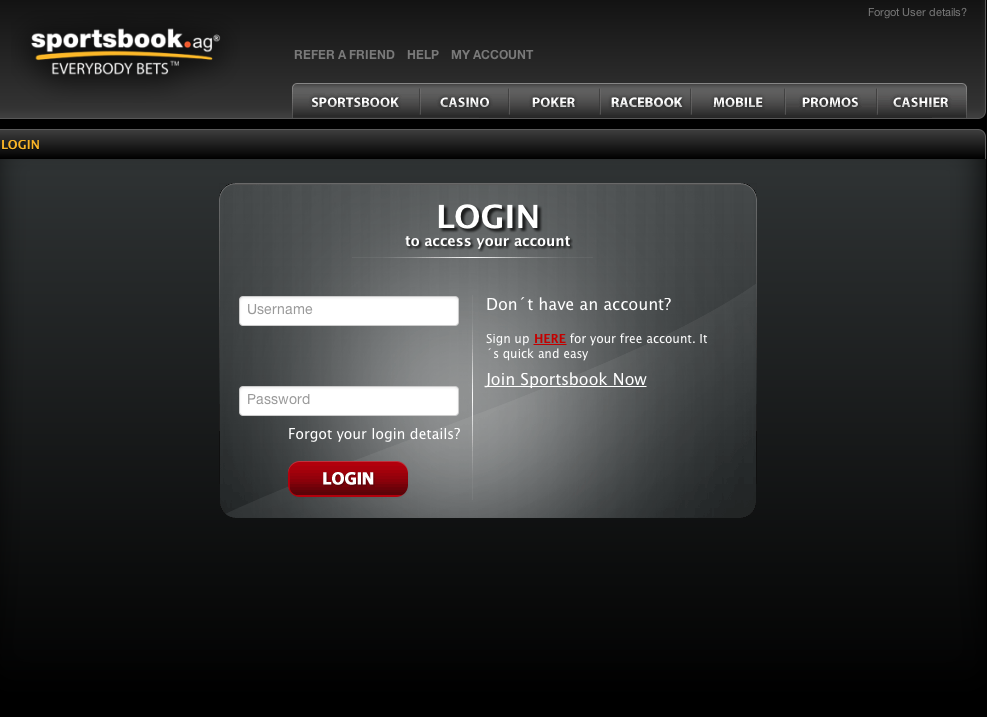 Forgot User details?
sportsbook.ag®
EVERYBODY BETS™
REFER A FRIEND HELP MY ACCOUNT
SPORTSBOOK CASINO POKER RACEBOOK MOBILE PROMOS CASHIER
LOGIN
LOGIN
to access your account
Username
Password
Forgot your login details?
LOGIN
Don´t have an account?
Sign up HERE for your free account. It
´s quick and easy
Join Sportsbook Now